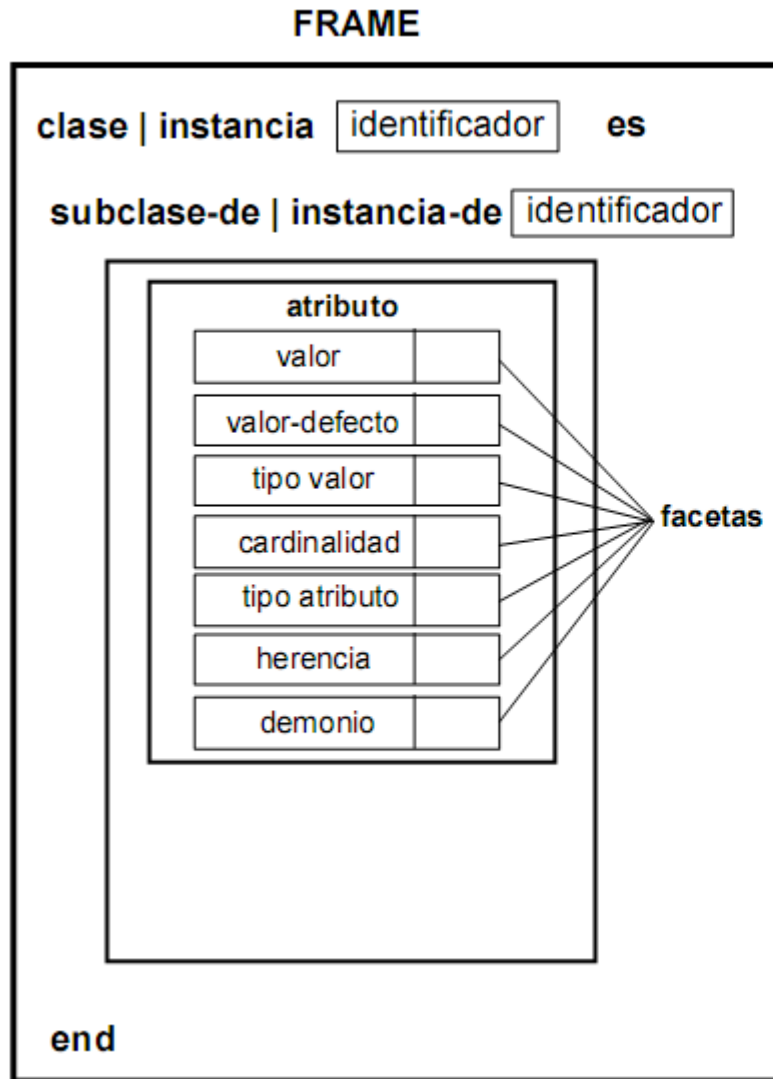 FRAME
clase | instancia identificador es
subclase-de | instancia-de identificador
atributo
valor
valor-defecto
tipo valor
cardinalidad
facetas
tipo atributo
herencia
demonio
end